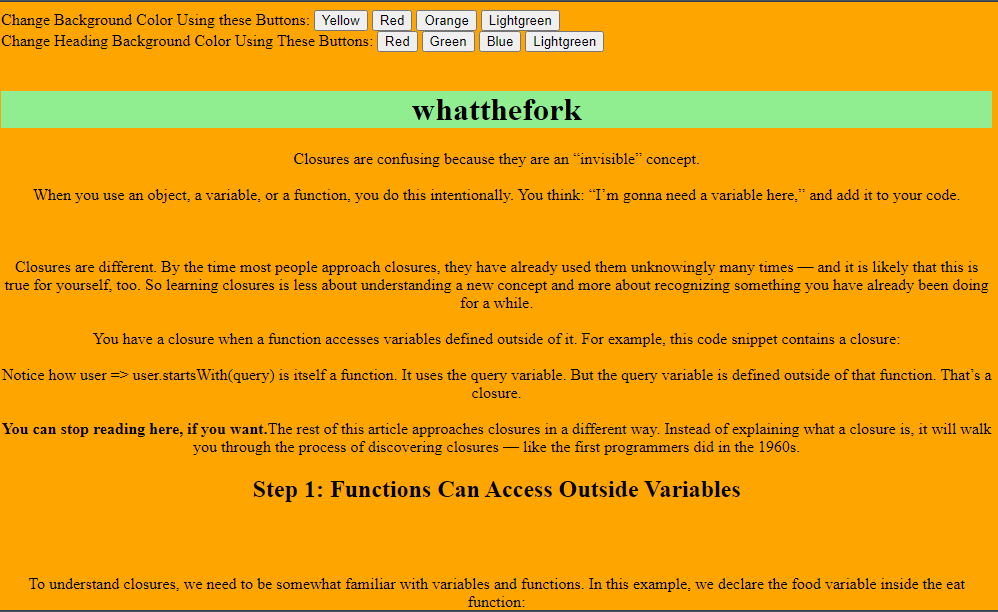 Change Background Color Using these Buttons: Yellow Red Orange Lightgreen
Change Heading Background Color Using These Buttons: Red Green Blue Lightgreen
whatthefork
Closures are confusing because they are an “invisible” concept.
When you use an object, a variable, or a function, you do this intentionally. You think: “I’m gonna need a variable here,” and add it to your code.
Closures are different. By the time most people approach closures, they have already used them unknowingly many times — and it is likely that this is
true for yourself, too. So learning closures is less about understanding a new concept and more about recognizing something you have already been doing
for a while.
You have a closure when a function accesses variables defined outside of it. For example, this code snippet contains a closure:
Notice how user => user.startsWith(query) is itself a function. It uses the query variable. But the query variable is defined outside of that function. That’s a
closure.
You can stop reading here, if you want.The rest of this article approaches closures in a different way. Instead of explaining what a closure is, it will walk
you through the process of discovering closures — like the first programmers did in the 1960s.
Step 1: Functions Can Access Outside Variables
To understand closures, we need to be somewhat familiar with variables and functions. In this example, we declare the food variable inside the eat
function: